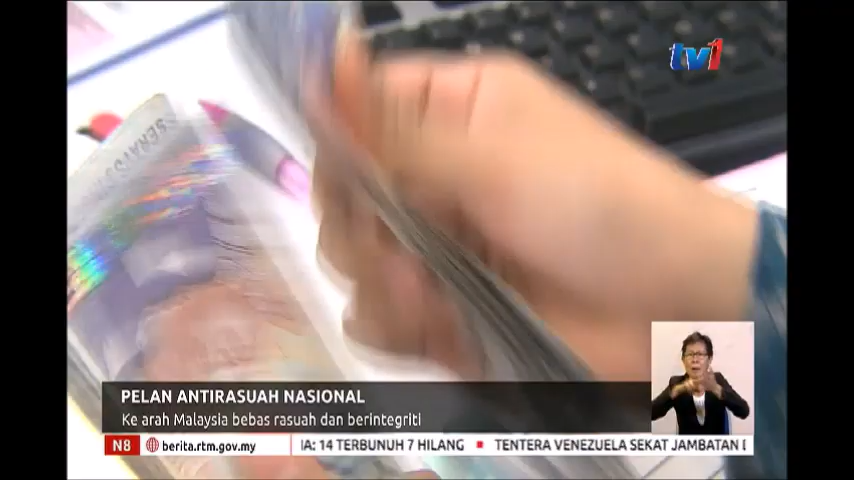 tv1
PELAN ANTIRASUAH NASIONAL
Ke arah Malaysia bebas rasuah dan berintegriti
N8 berita.rtm.gov.my IA: 14 TERBUNUH 7 HILANG ▪ TENTERA VENEZUELA SEKAT JAMBATAN